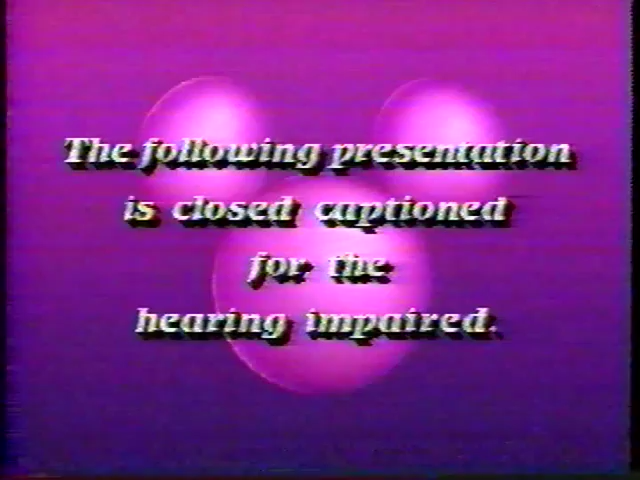 The following presentation
is closed captioned
for the
hearing impaired.